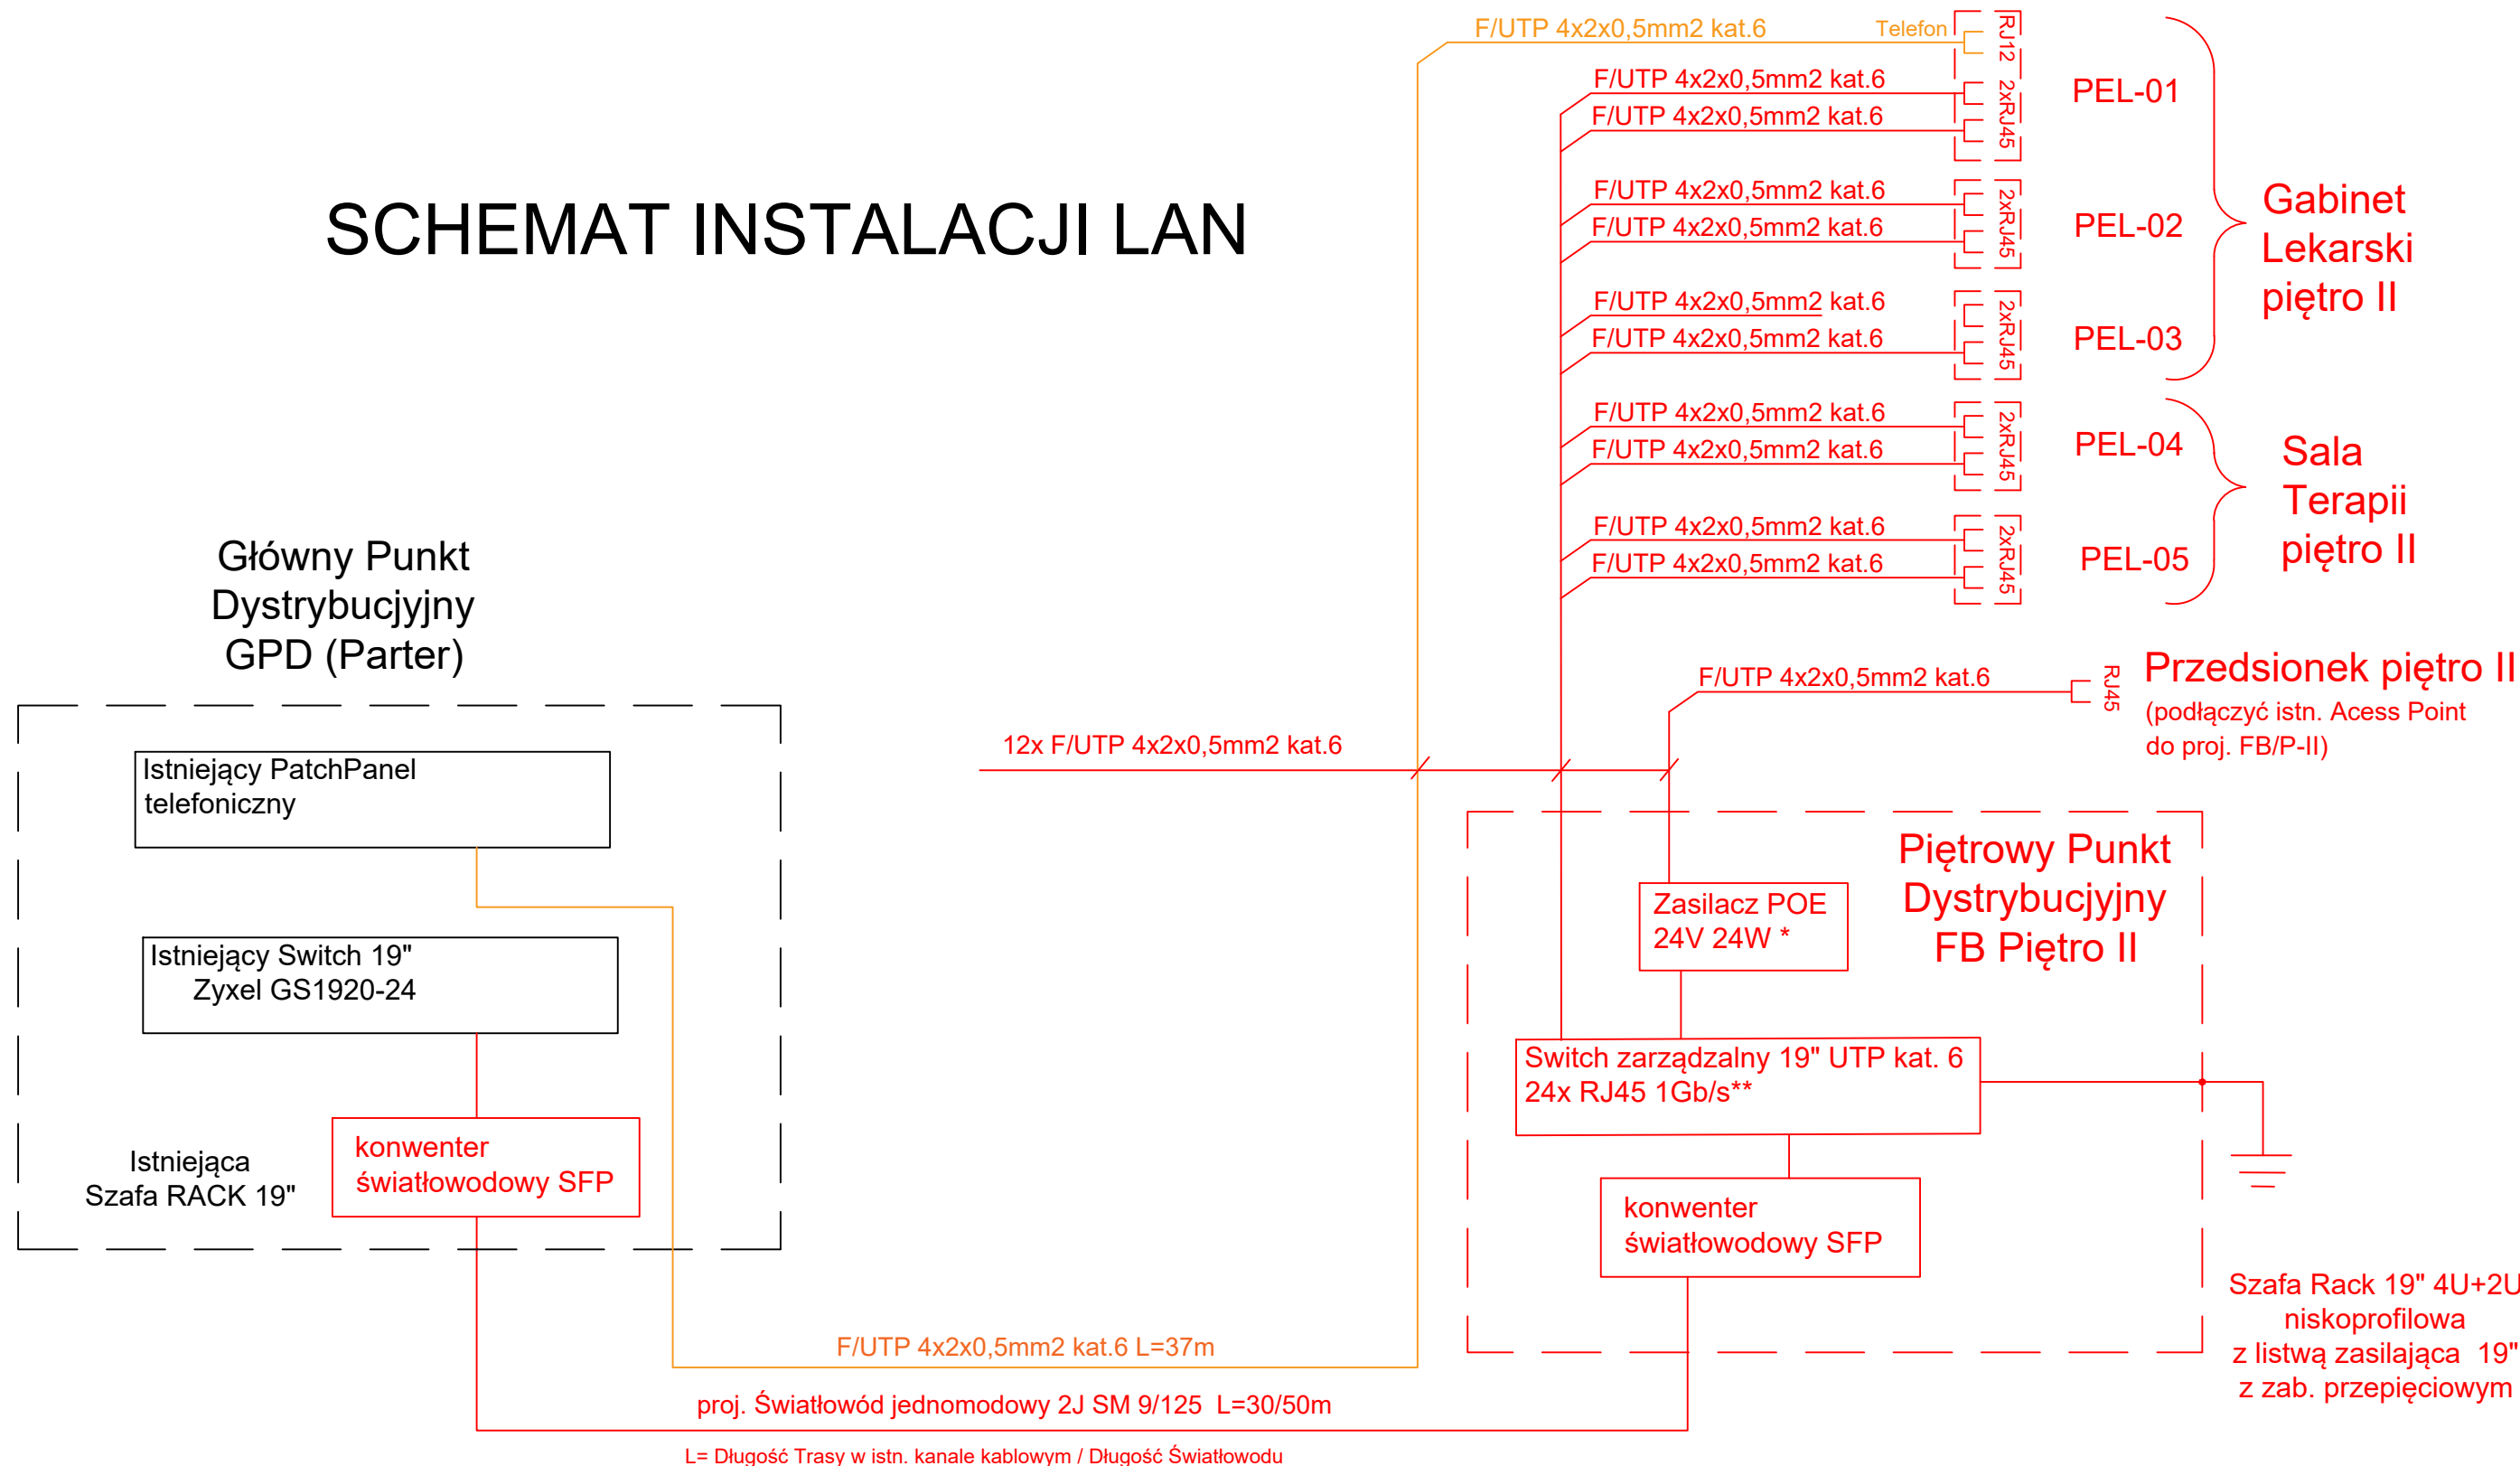 SCHEMAT INSTALACJI LAN
F/UTP 4x2x0,5mm2 kat.6
Telefon
RJ12
F/UTP 4x2x0,5mm2 kat.6
F/UTP 4x2x0,5mm2 kat.6
2xRJ45
PEL-01
F/UTP 4x2x0,5mm2 kat.6
F/UTP 4x2x0,5mm2 kat.6
2xRJ45
PEL-02
F/UTP 4x2x0,5mm2 kat.6
F/UTP 4x2x0,5mm2 kat.6
2xRJ45
PEL-03
Gabinet
Lekarski
piętro II
F/UTP 4x2x0,5mm2 kat.6
F/UTP 4x2x0,5mm2 kat.6
2xRJ45
PEL-04
F/UTP 4x2x0,5mm2 kat.6
F/UTP 4x2x0,5mm2 kat.6
2xRJ45
PEL-05
Sala
Terapii
piętro II
F/UTP 4x2x0,5mm2 kat.6
RJ45
Przedsionek piętro II
(podłączyć istn. Acess Point
do proj. FB/P-II)
12x F/UTP 4x2x0,5mm2 kat.6
Główny Punkt
Dystrybucjyjny
GPD (Parter)
Istniejący PatchPanel
telefoniczny
Istniejący Switch 19"
Zyxel GS1920-24
konwenter
światłowodowy SFP
Istniejąca
Szafa RACK 19"
Piętrowy Punkt
Dystrybucjyjny
FB Piętro II
Zasilacz POE
24V 24W *
Switch zarządzalny 19" UTP kat. 6
24x RJ45 1Gb/s**
konwenter
światłowodowy SFP
Szafa Rack 19" 4U+2U
niskoprofilowa
z listwą zasilająca 19"
z zab. przepięciowym
F/UTP 4x2x0,5mm2 kat.6 L=37m
proj. Światłowód jednomodowy 2J SM 9/125 L=30/50m
L= Długość Trasy w istn. kanale kablowym / Długość Światłowodu